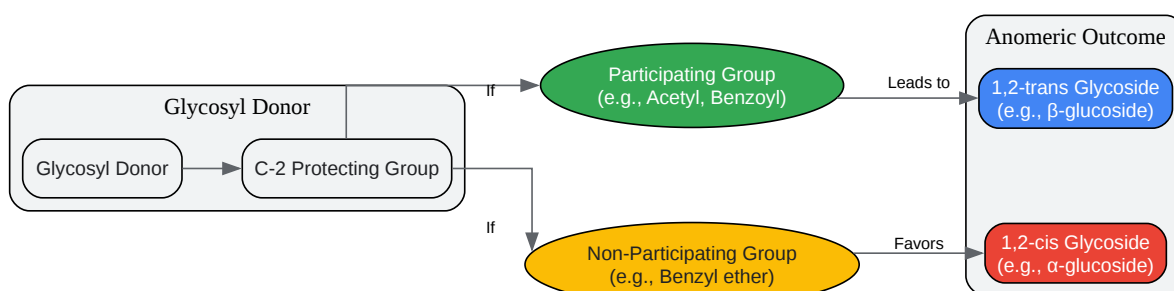 Glycosyl Donor
Glycosyl Donor
C-2 Protecting Group
If
If
Participating Group
(e.g., Acetyl, Benzoyl)
Non-Participating Group
(e.g., Benzyl ether)
Leads to
Favors
Anomeric Outcome
1,2-trans Glycoside
(e.g., β-glucoside)
1,2-cis Glycoside
(e.g., α-glucoside)